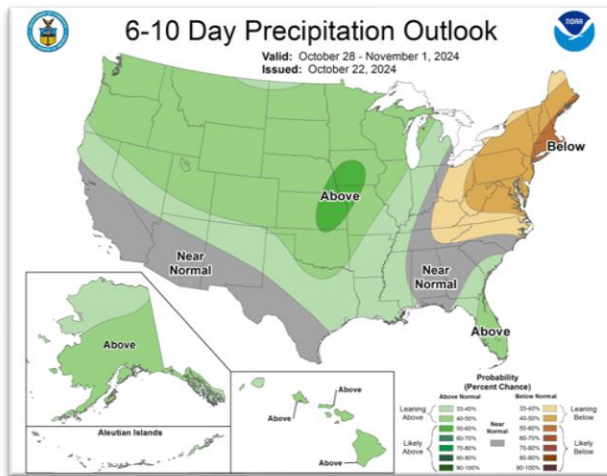 6-10 Day Precipitation Outlook
Valid: October 28 - November 1, 2024
Issued: October 22, 2024
NOAA
Below
Above
Near
Normal
Near
Normal
Above
Above
Aleutian Islands
Above
Above
Above
Probability
(Percent Chance)
Above Normal
Below Normal
Leaning
Above
33-40%
40-50%
Likely
Above
50-60%
60-70%
70-80%
80-90%
90-100%
Near
Normal
33-40%
40-50%
Leaning
Below
50-60%
60-70%
70-80%
80-90%
90-100%
Likely
Below